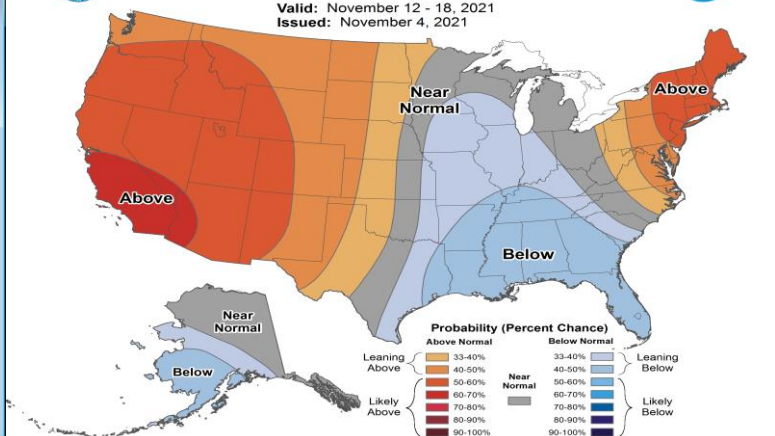 Valid: November 12 - 18, 2021
Issued: November 4, 2021
Near
Normal
Above
Above
Below
Near
Normal
Below
Probability (Percent Chance)
Above Normal
Below Normal
Leaning
Above
33-40%
40-50%
Likely
Above
50-60%
60-70%
70-80%
80-90%
90-100%
Near
Normal
33-40%
40-50%
Leaning
Below
50-60%
60-70%
70-80%
80-90%
90-100%
Likely
Below